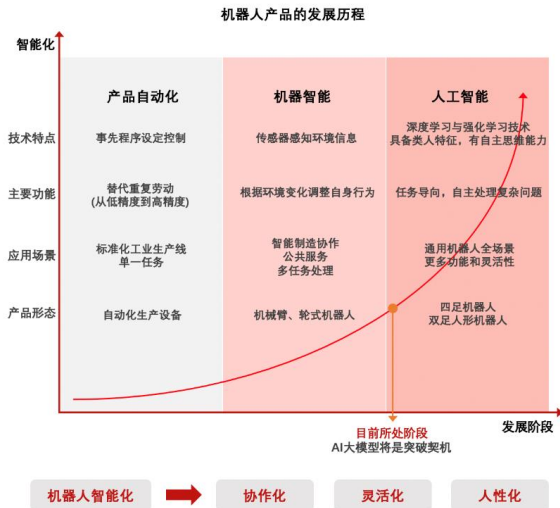 机器人产品的发展历程
智能化
产品自动化
机器智能
人工智能
技术特点
事先程序设定控制
传感器感知环境信息
深度学习与强化学习技术
具备类人特征，有自主思维能力
主要功能
替代重复劳动
(从低精度到高精度)
根据环境变化调整自身行为
任务导向，自主处理复杂问题
应用场景
标准化工业生产线
单一任务
智能制造协作
公共服务
多任务处理
通用机器人全场景
更多功能和灵活性
产品形态
自动化生产设备
机械臂、轮式机器人
四足机器人
双足人形机器人
发展阶段
目前所处阶段
AI大模型将是突破契机
机器人智能化
协作化
灵活化
人性化